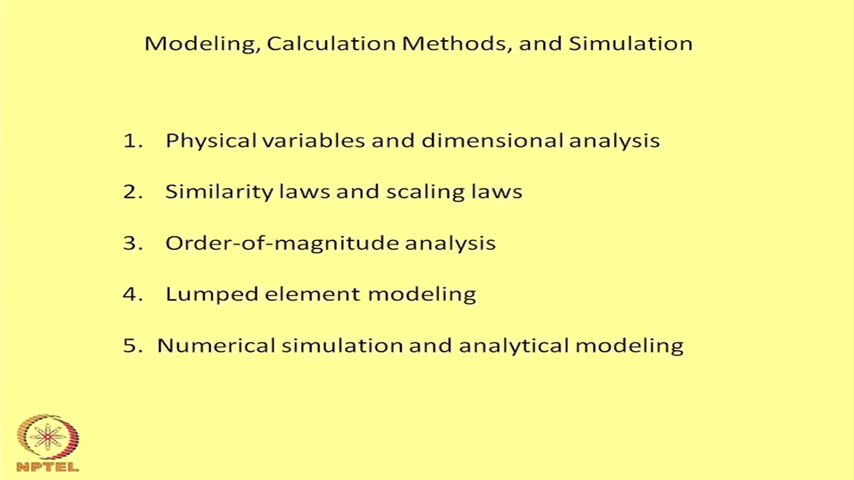 Modeling, Calculation Methods, and Simulation
1. Physical variables and dimensional analysis
2. Similarity laws and scaling laws
3. Order-of-magnitude analysis
4. Lumped element modeling
5. Numerical simulation and analytical modeling
NPTEL